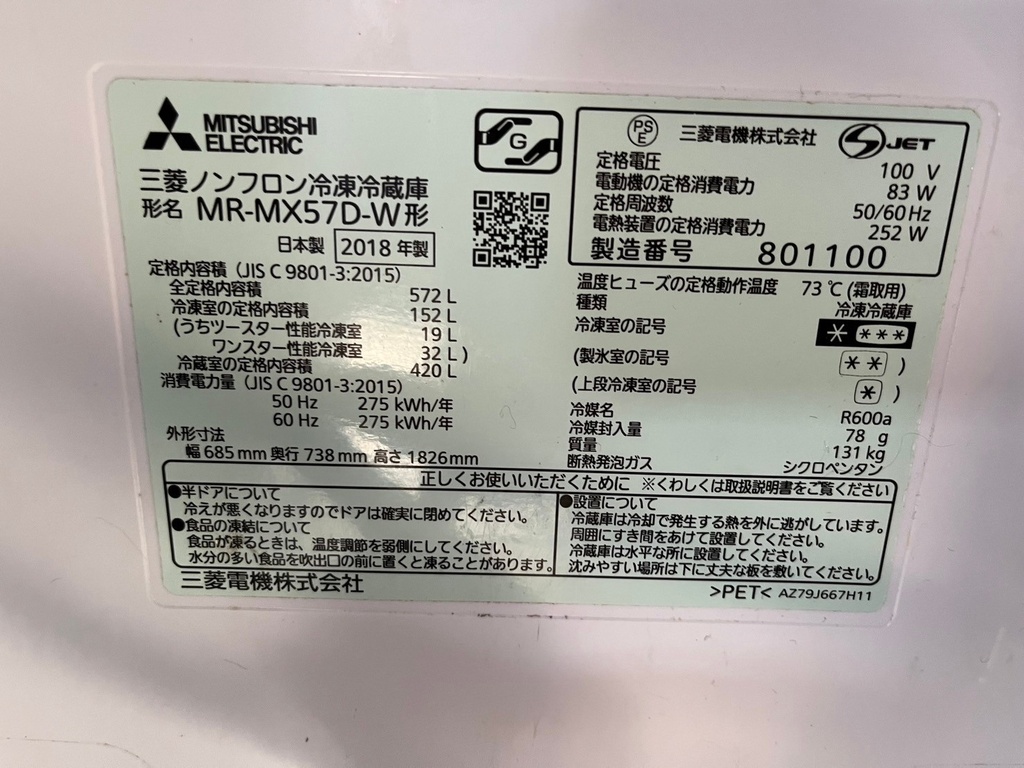 MITSUBISHI
ELECTRIC
三菱ノンフロン冷凍冷蔵庫
形名 MR-MX57D-W形
日本製 2018年製
定格内容積 (JIS C 9801-3:2015)
全定格内容積 572 L
冷凍室の定格内容積 152 L
(うちツースター性能冷凍室 19 L
ワンスター性能冷凍室 32 L)
冷蔵室の定格内容積 420 L
消費電力量 (JIS C 9801-3:2015)
50 Hz 275 kWh/年
60 Hz 275 kWh/年
外形寸法
幅 685mm 奥行 738mm 高さ 1826mm
G
PSE 三菱電機株式会社 S JET
定格電圧 100 V
電動機の定格消費電力 83 W
定格周波数 50/60 Hz
電熱装置の定格消費電力 252 W
製造番号 801100
温度ヒューズの定格動作温度 73 ℃ (霜取用)
種類 冷凍冷蔵庫
冷凍室の記号 * ***
(製氷室の記号 ** )
(上段冷凍室の記号 * )
冷媒名 R600a
冷媒封入量 78 g
質量 131 kg
断熱発泡ガス シクロペンタン
正しくお使いいただくために ※くわしくは取扱説明書をご覧ください
●半ドアについて
冷えが悪くなりますのでドアは確実に閉めてください。
●食品の凍結について
食品が凍るときは、温度調節を弱側にしてください。
水分の多い食品を吹出口の前に置くと凍ることがあります。
●設置について
冷蔵庫は冷却で発生する熱を外に逃がしています。
周囲にすき間をあけて設置してください。
冷蔵庫は水平な所に設置してください。
沈みやすい場所は下に丈夫な板を敷いてください。
三菱電機株式会社
>PET< AZ79J667H11